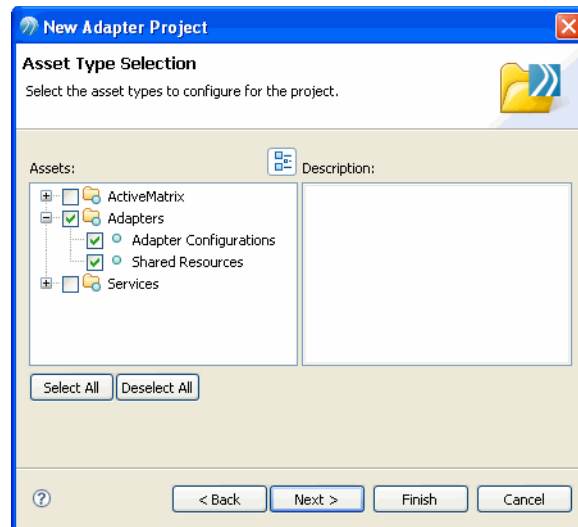 New Adapter Project
Asset Type Selection
Select the asset types to configure for the project.
Assets:
Description:
ActiveMatrix
Adapters
Adapter Configurations
Shared Resources
Services
Select All
Deselect All
?
< Back
Next >
Finish
Cancel